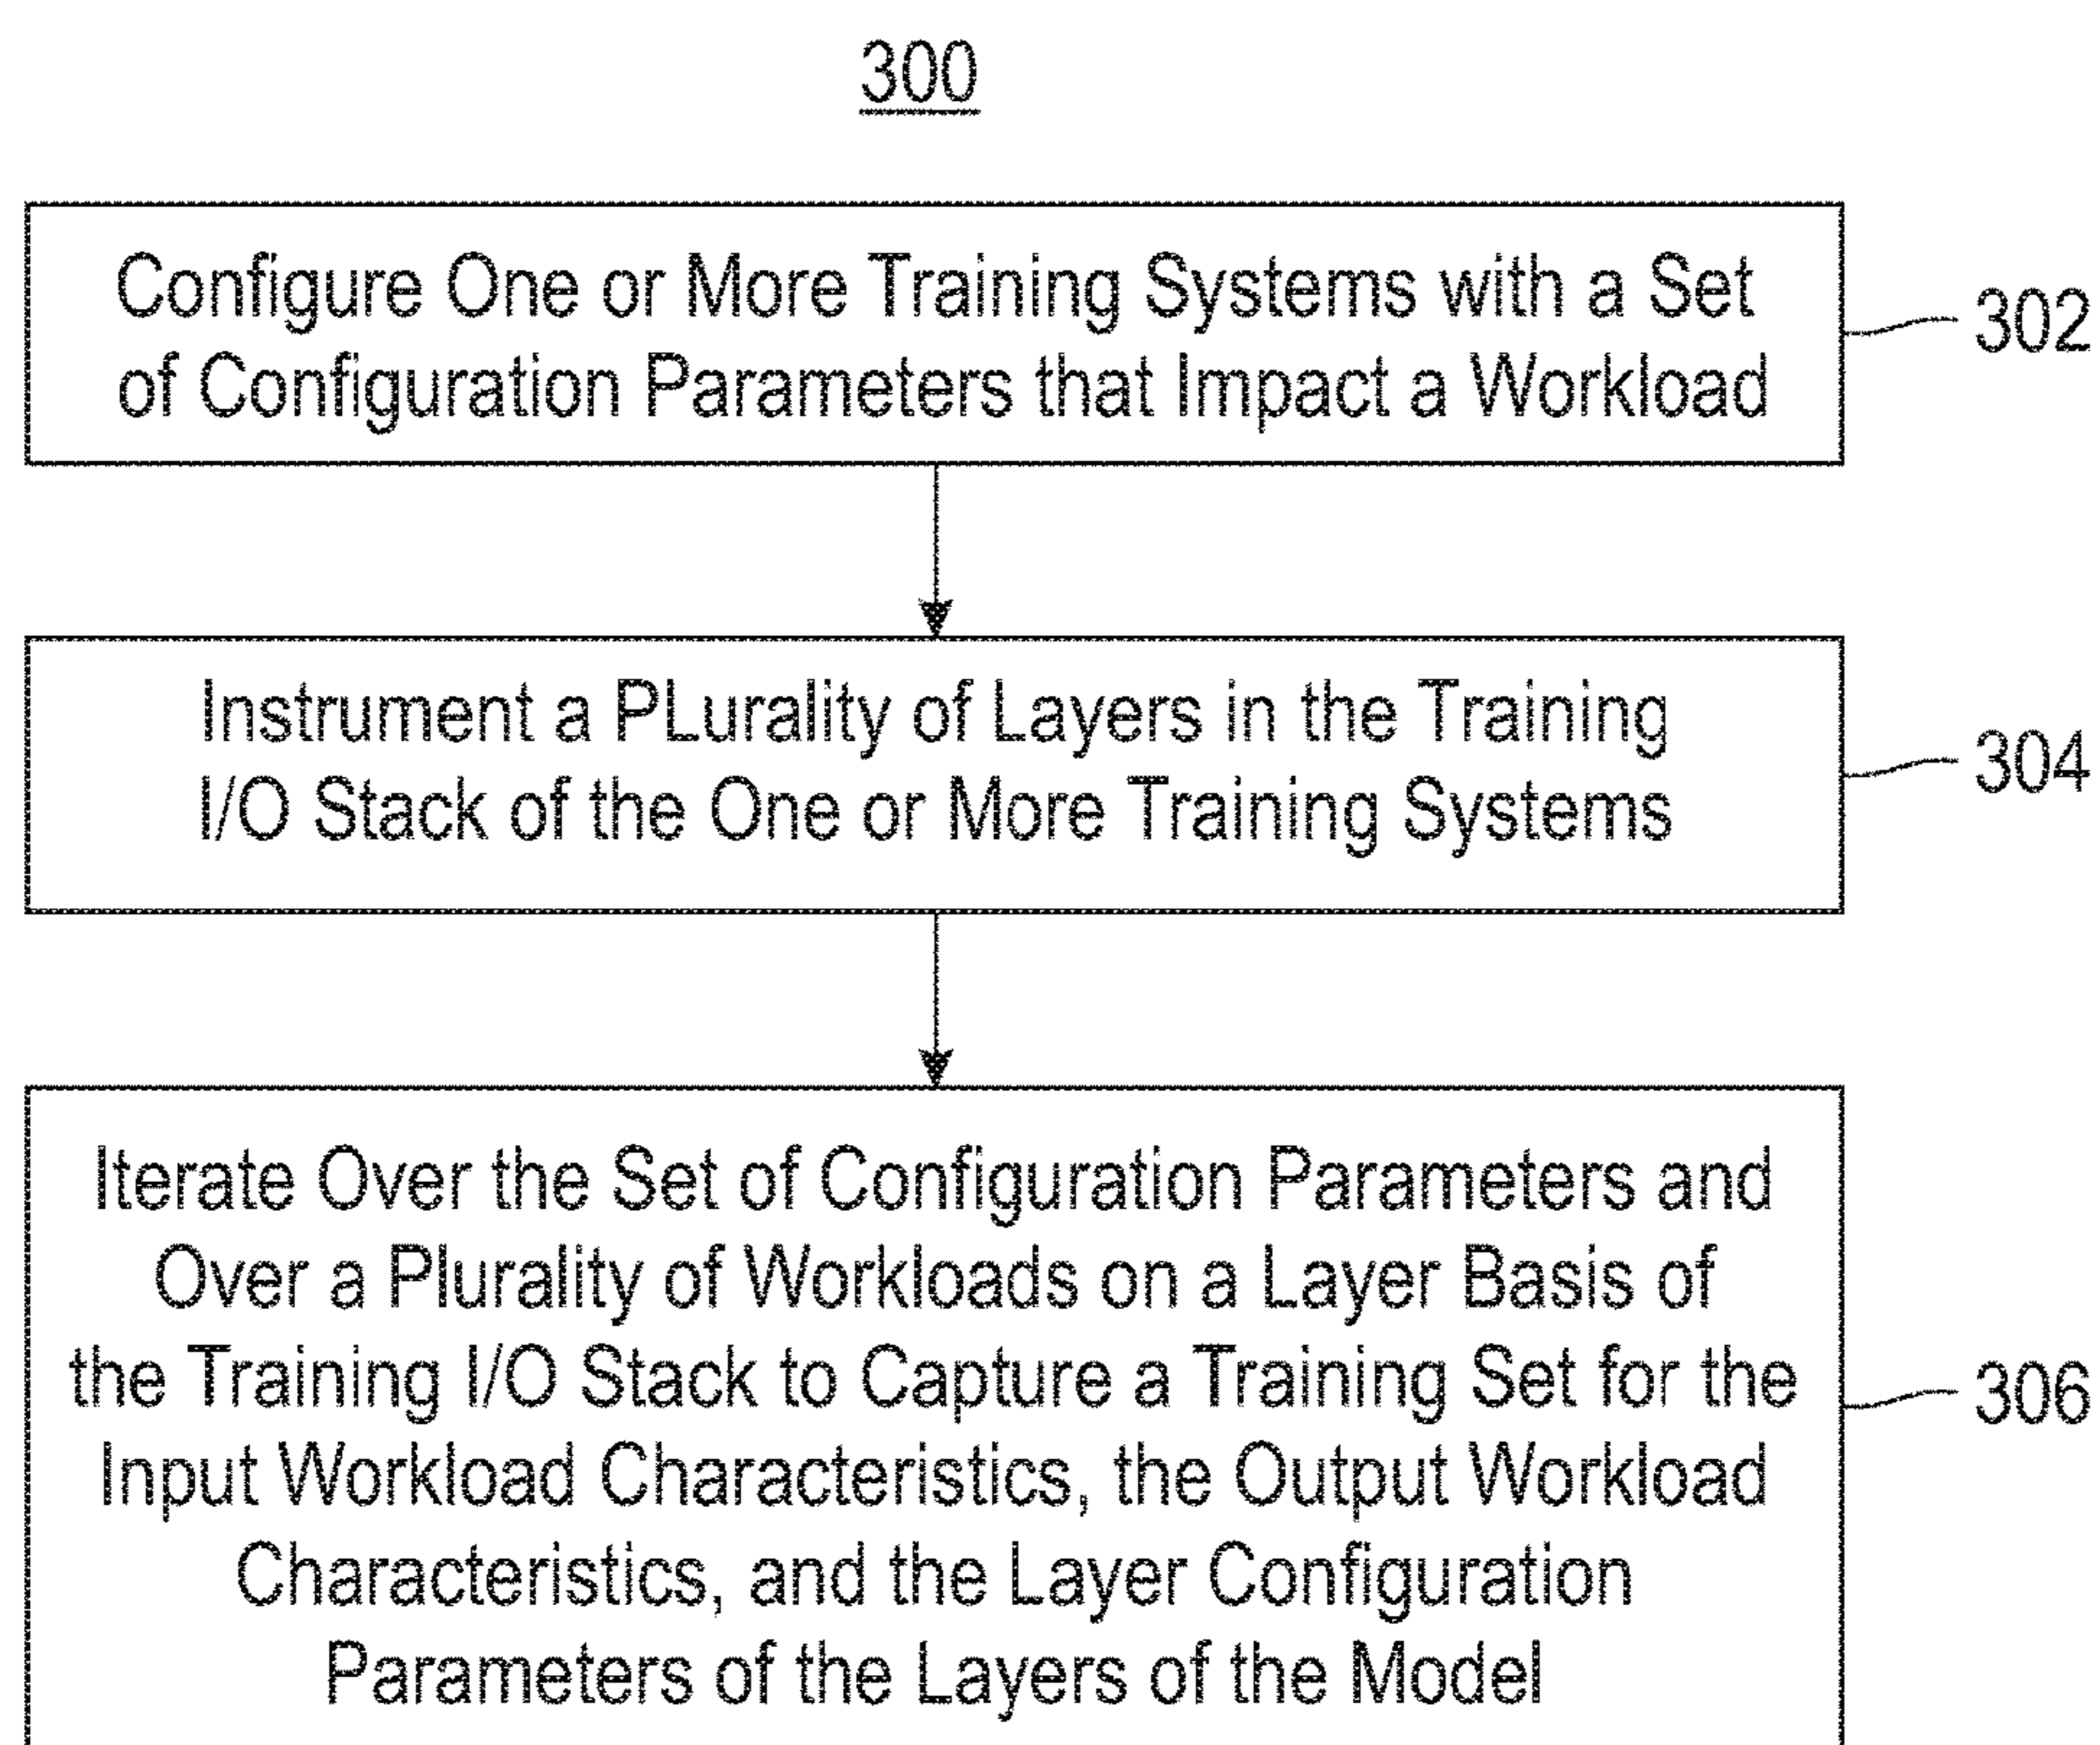 300
Configure One or More Training Systems with a Set
of Configuration Parameters that Impact a Workload
302
Instrument a PLurality of Layers in the Training
I/O Stack of the One or More Training Systems
304
Iterate Over the Set of Configuration Parameters and
Over a Plurality of Workloads on a Layer Basis of
the Training I/O Stack to Capture a Training Set for the
Input Workload Characteristics, the Output Workload
Characteristics, and the Layer Configuration
Parameters of the Layers of the Model
306